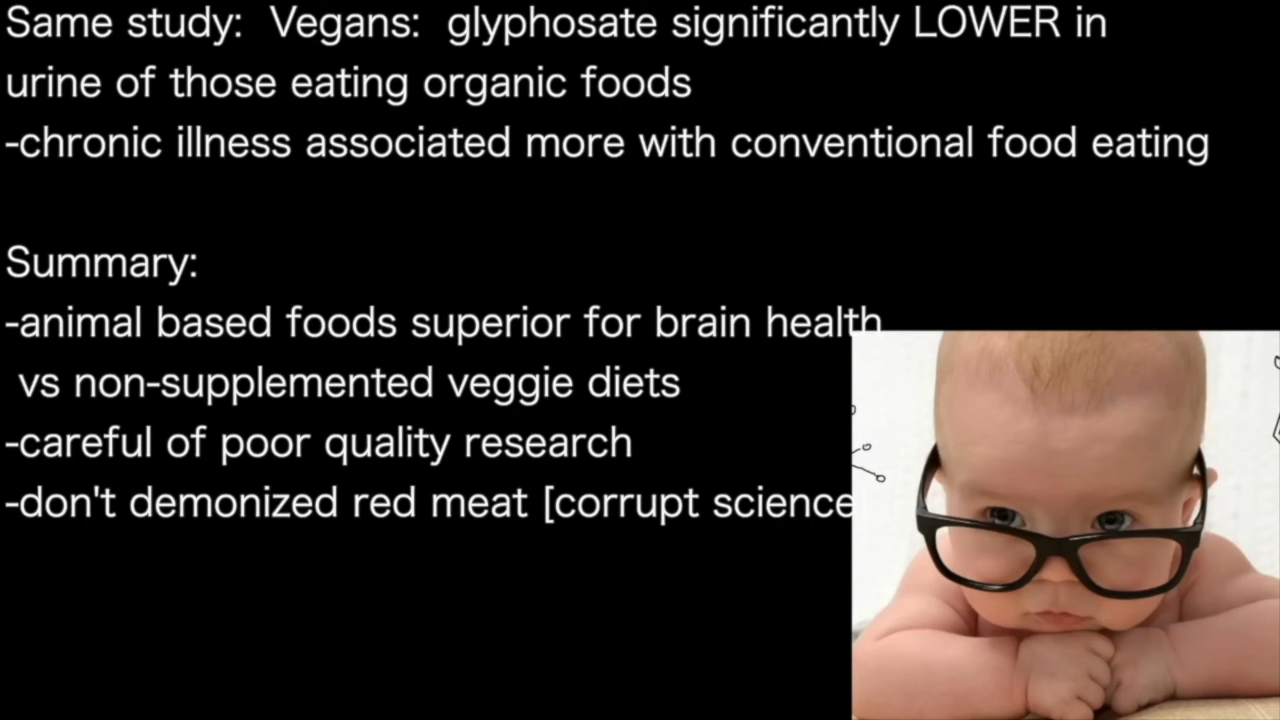 Same study: Vegans: glyphosate significantly LOWER in
urine of those eating organic foods
-chronic illness associated more with conventional food eating
Summary:
-animal based foods superior for brain health
vs non-supplemented veggie diets
-careful of poor quality research
-don't demonized red meat [corrupt science